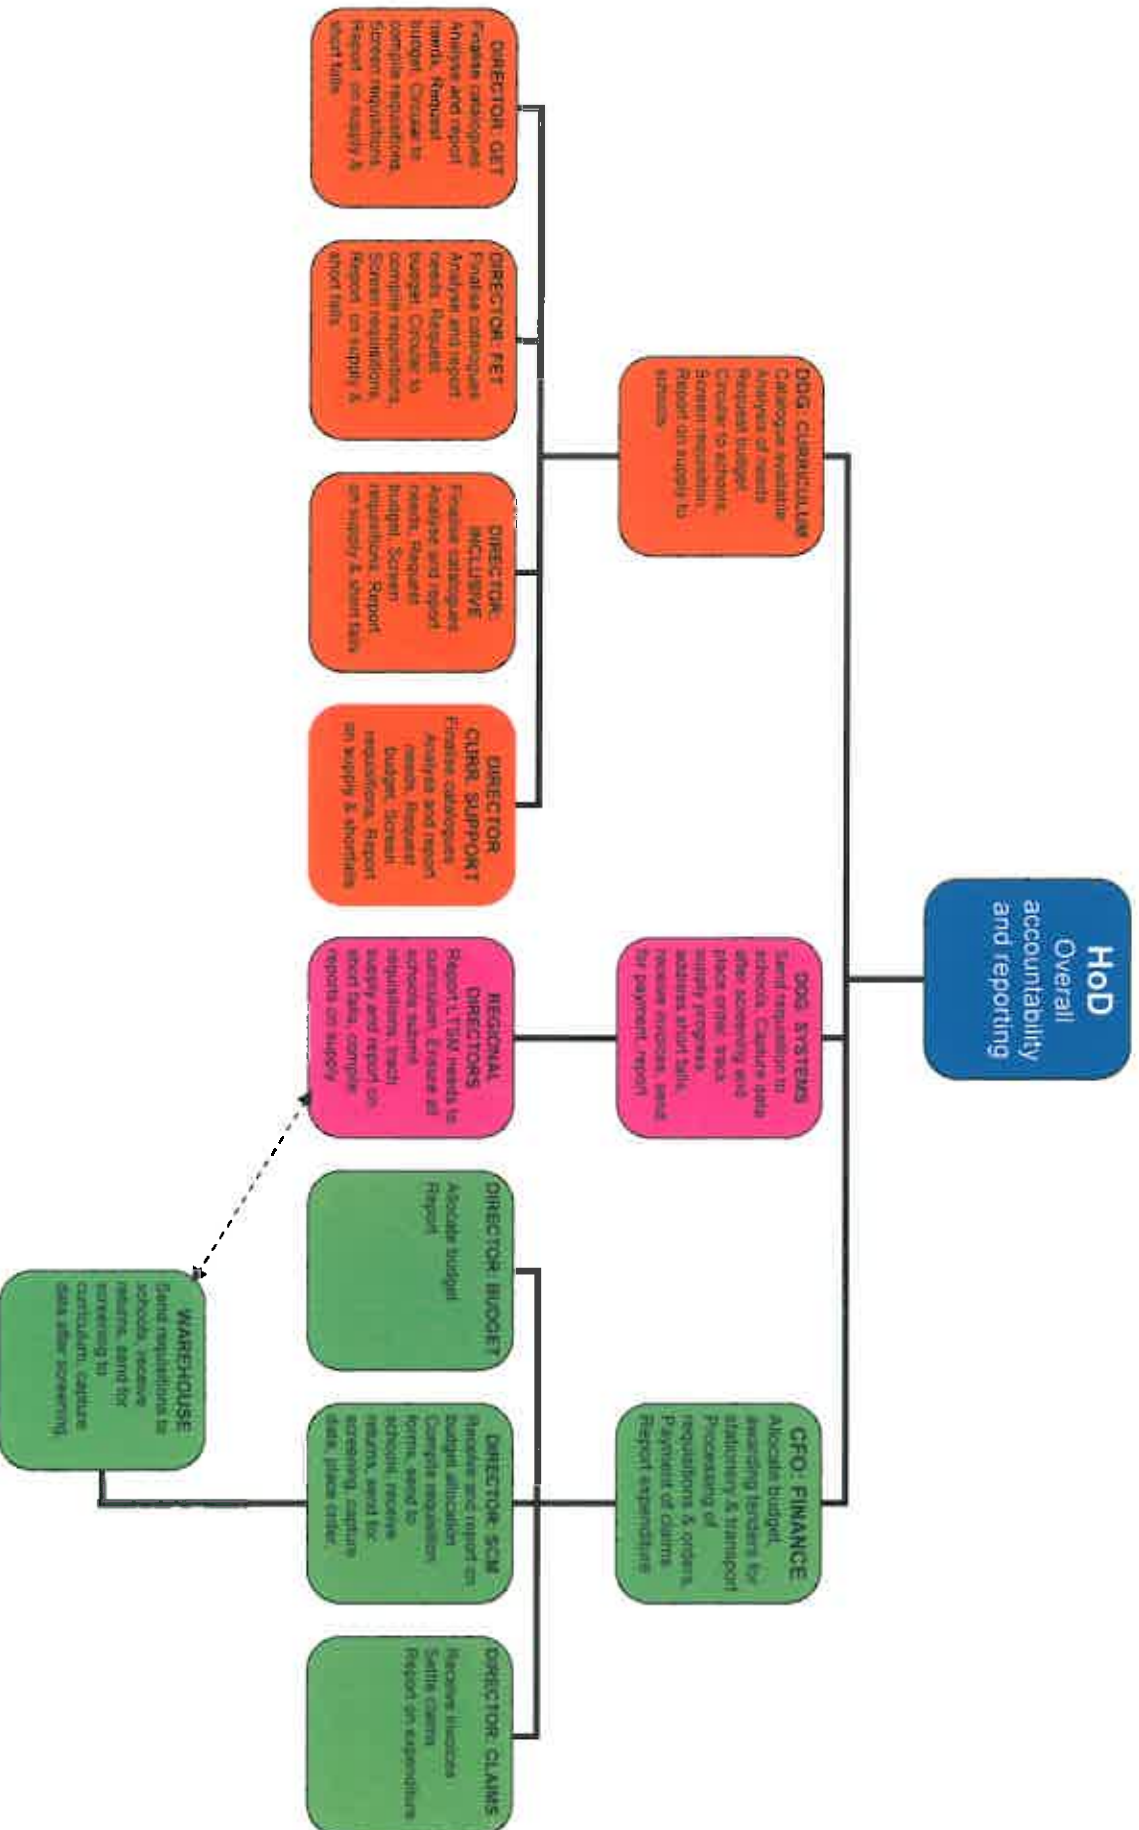 HoD
Overall
accountability
and reporting
DDG: CURRICULUM
Catalogue available
Analysis of needs
Request budget,
Circular to schools,
Screen requisition,
Report on supply to
schools
DDG: SYSTEMS
Send requisition to
schools, Capture data
after screening and
place order, track
supply progress,
address short falls,
receive invoices, send
for payment, report
CFO: FINANCE
Allocate budget,
awarding tenders for
stationery & transport
Processing of
requisitions & orders,
Payment of claims
Report expenditure
DIRECTOR: GET
Finalise catalogues
Analyse and report
needs, Request
budget, Circular to
compile requisitions,
Screen requisitions,
Report on supply &
short falls
DIRECTOR: FET
Finalise catalogues
Analyse and report
needs, Request
budget, Circular to
compile requisitions,
Screen requisitions,
Report on supply &
short falls
DIRECTOR:
INCLUSIVE
Finalise catalogues
Analyse and report
needs, Request
budget, Screen
requisitions, Report
on supply & short falls
DIRECTOR
CURR. SUPPORT
Finalise catalogues
Analyse and report
needs, Request
budget, Screen
requisitions, Report
on supply & shortfalls
REGIONAL
DIRECTORS
Report LTSM needs to
curriculum, Ensure all
schools submit
requisitions, track
supply and report on
short falls, compile
reports on supply
DIRECTOR: BUDGET
Allocate budget
Report
DIRECTOR: SCM
Receive and report on
budget allocation
Compile requisition
forms, send to
schools, receive
returns, send for
screening, capture
data, place order,
DIRECTOR: CLAIMS
Receive invoices
Settle claims
Report on expenditure
WAREHOUSE
Send requisitions to
schools, receive
returns, send for
screening to
curriculum, capture
data after screening,